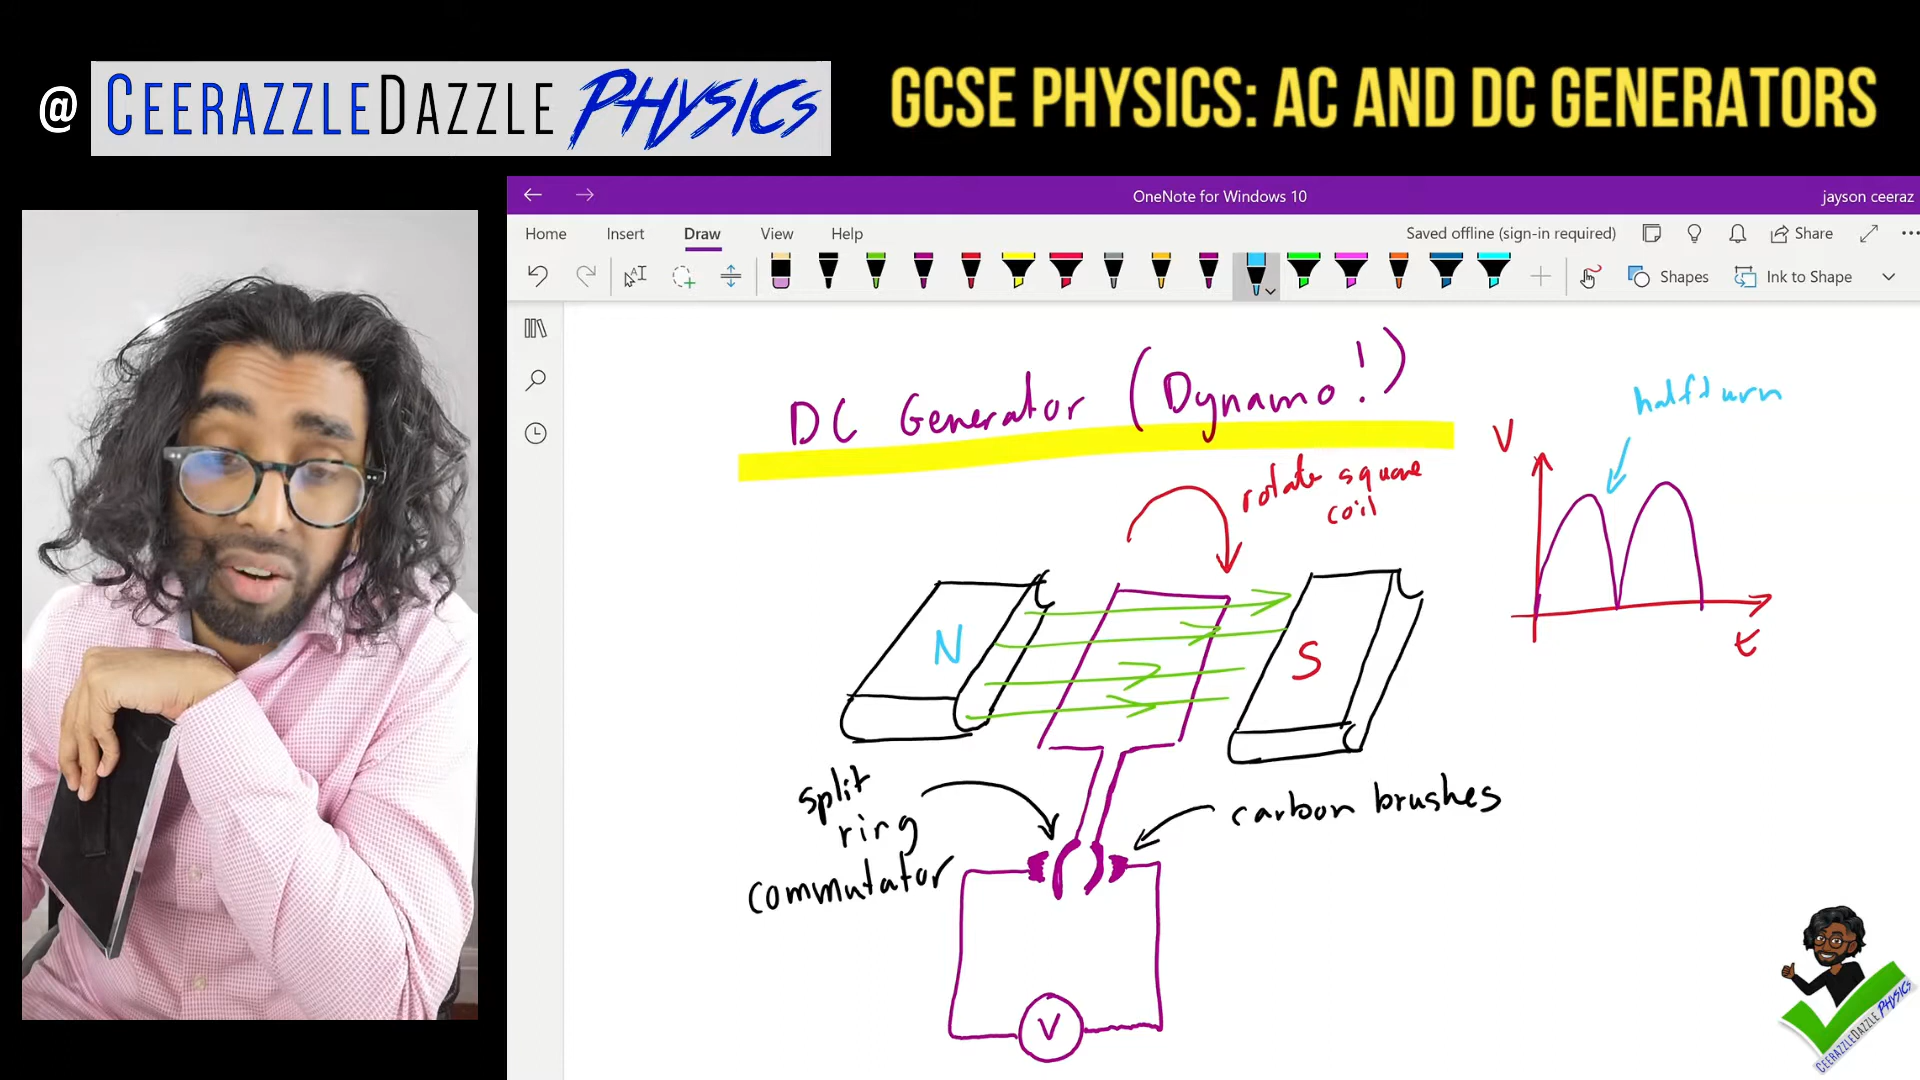 @ CEERAZZLEDAZZLE PHYSICS
GCSE PHYSICS: AC AND DC GENERATORS
OneNote for Windows 10
jayson ceeraz
Home Insert Draw View Help
Saved offline (sign-in required)
Share
Shapes
Ink to Shape
DC Generator (Dynamo!)
half turn
V
rotate square
coil
N
S
t
split
ring
commutator
carbon brushes
V
CEERAZZLEDAZZLE PHYSICS